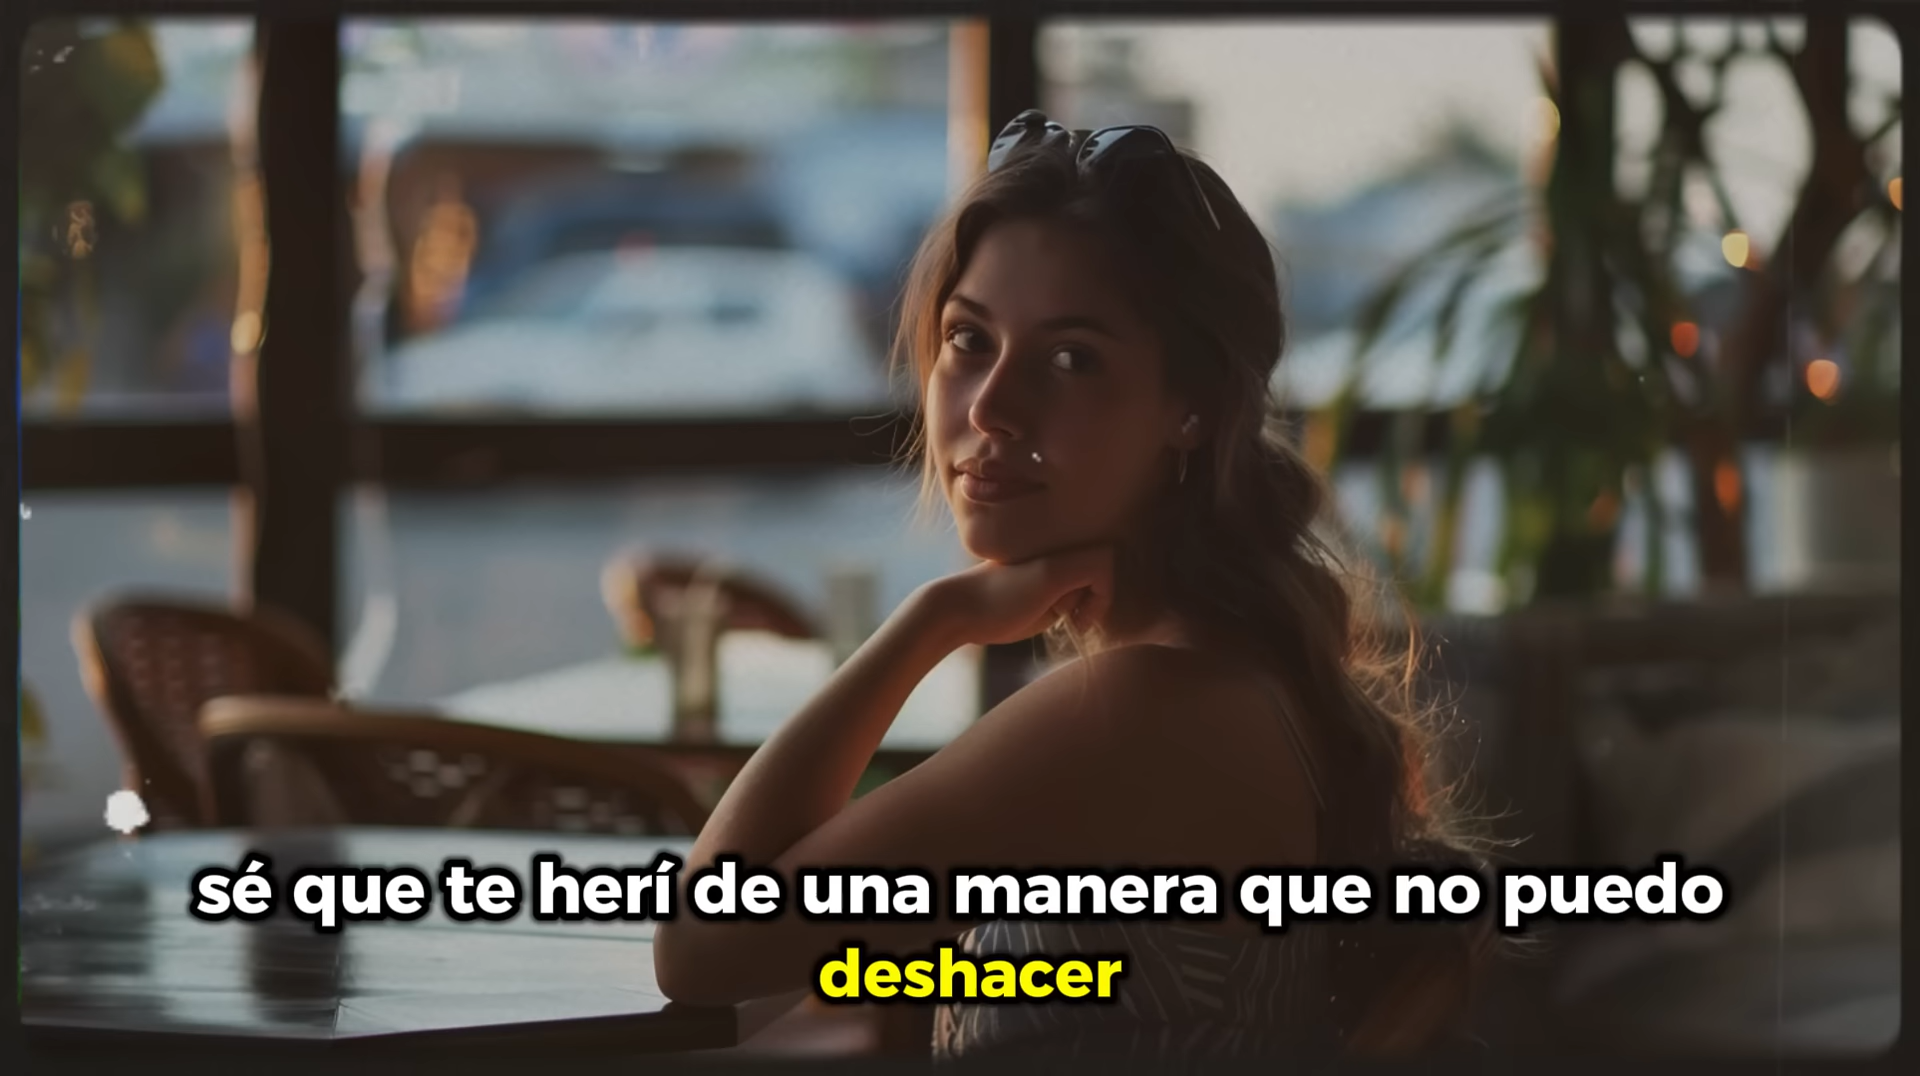 sé que te herí de una manera que no puedo
deshacer